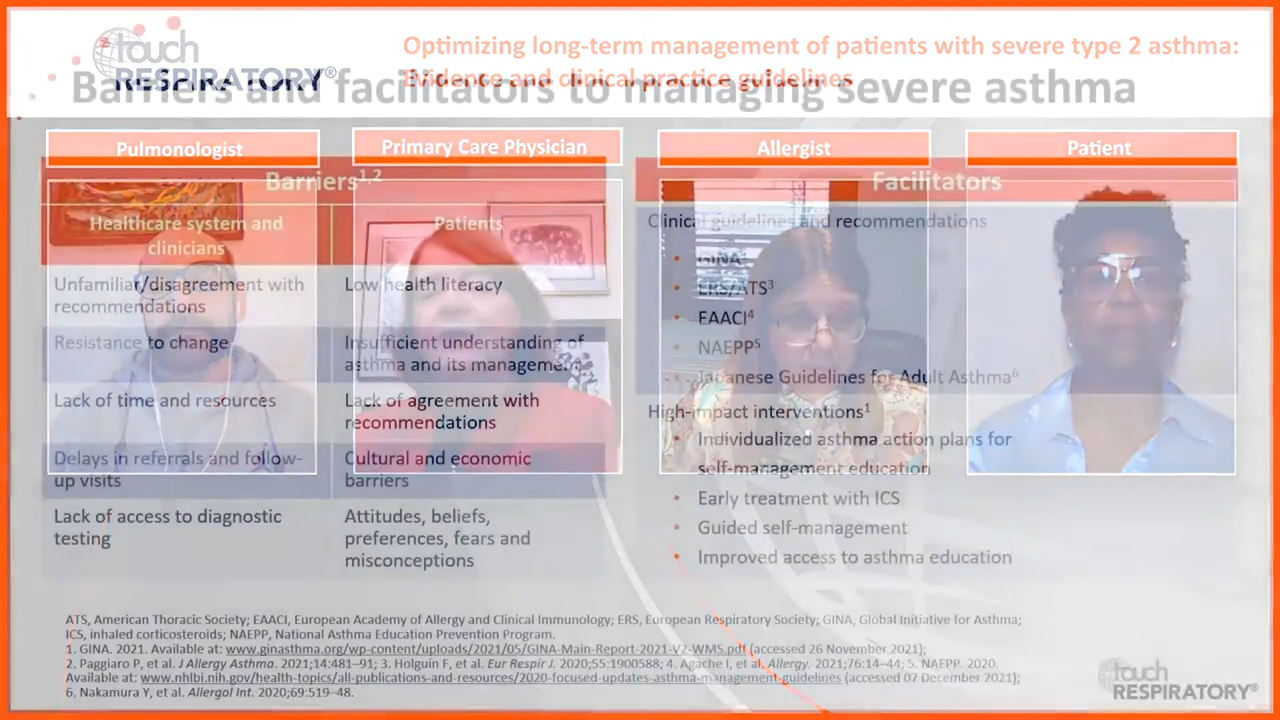 touch
RESPIRATORY®
Optimizing long-term management of patients with severe type 2 asthma:
Evidence and clinical practice guidelines
Barriers and facilitators to managing severe asthma
Pulmonologist
Primary Care Physician
Allergist
Patient
Barriers1,2
Healthcare system and
clinicians
Patients
Unfamiliar/disagreement with
recommendations
Low health literacy
Resistance to change
Insufficient understanding of
asthma and its management
Lack of time and resources
Lack of agreement with
recommendations
Delays in referrals and follow-
up visits
Cultural and economic
barriers
Lack of access to diagnostic
testing
Attitudes, beliefs,
preferences, fears and
misconceptions
Facilitators
Clinical guidelines and recommendations
• GINA1
• ERS/ATS3
• EAACI4
• NAEPP5
• Japanese Guidelines for Adult Asthma6
High-impact interventions1
• Individualized asthma action plans for
self-management education
• Early treatment with ICS
• Guided self-management
• Improved access to asthma education
ATS, American Thoracic Society; EAACI, European Academy of Allergy and Clinical Immunology; ERS, European Respiratory Society; GINA, Global Initiative for Asthma;
ICS, inhaled corticosteroids; NAEPP, National Asthma Education Prevention Program.
1. GINA. 2021. Available at: www.ginasthma.org/wp-content/uploads/2021/05/GINA-Main-Report-2021-V2-WMS.pdf (accessed 26 November 2021);
2. Paggiaro P, et al. J Allergy Asthma. 2021;14:481–91; 3. Holguin F, et al. Eur Respir J. 2020;55:1900588; 4. Agache I, et al. Allergy. 2021;76:14–44; 5. NAEPP. 2020.
Available at: www.nhlbi.nih.gov/health-topics/all-publications-and-resources/2020-focused-updates-asthma-management-guidelines (accessed 07 December 2021);
6. Nakamura Y, et al. Allergol Int. 2020;69:519–48.
touch
RESPIRATORY®